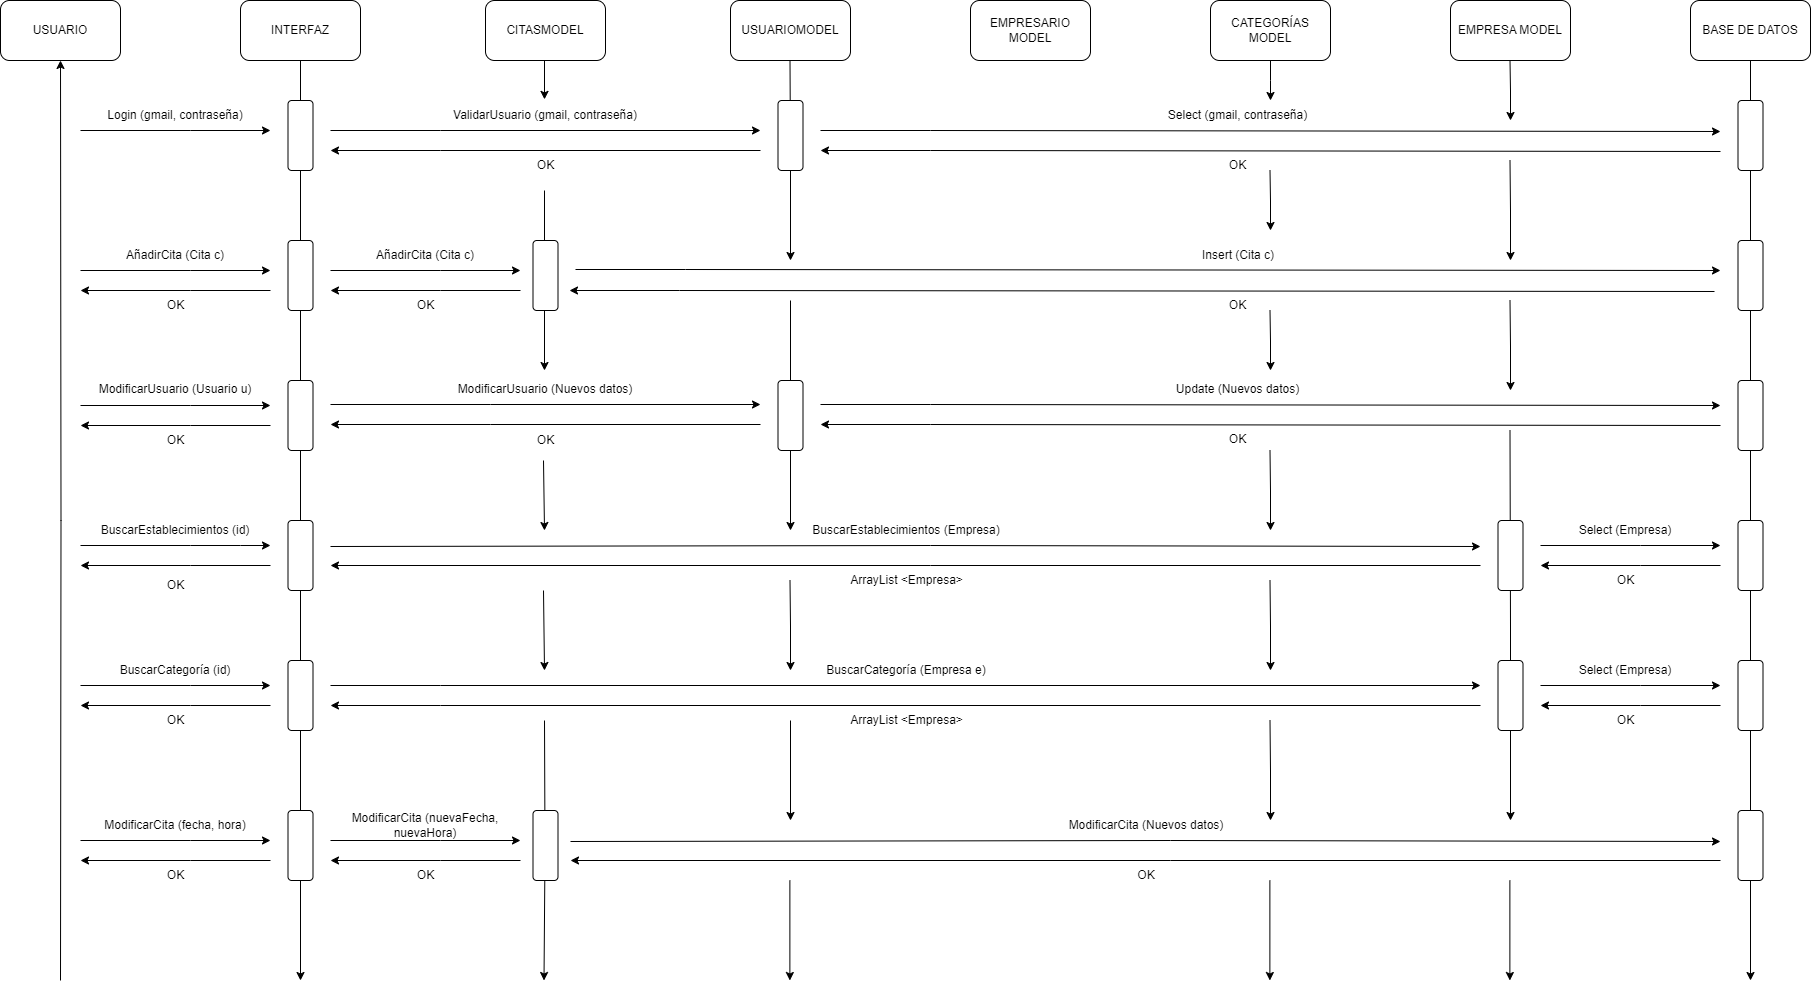 USUARIO
INTERFAZ
CITASMODEL
USUARIOMODEL
EMPRESARIO
MODEL
CATEGORÍAS
MODEL
EMPRESA MODEL
BASE DE DATOS
Login (gmail, contraseña)
ValidarUsuario (gmail, contraseña)
Select (gmail, contraseña)
OK
OK
AñadirCita (Cita c)
AñadirCita (Cita c)
Insert (Cita c)
OK
OK
OK
ModificarUsuario (Usuario u)
ModificarUsuario (Nuevos datos)
Update (Nuevos datos)
OK
OK
OK
BuscarEstablecimientos (id)
BuscarEstablecimientos (Empresa)
Select (Empresa)
OK
ArrayList <Empresa>
OK
BuscarCategoría (id)
BuscarCategoría (Empresa e)
Select (Empresa)
OK
ArrayList <Empresa>
OK
ModificarCita (fecha, hora)
ModificarCita (nuevaFecha,
nuevaHora)
ModificarCita (Nuevos datos)
OK
OK
OK